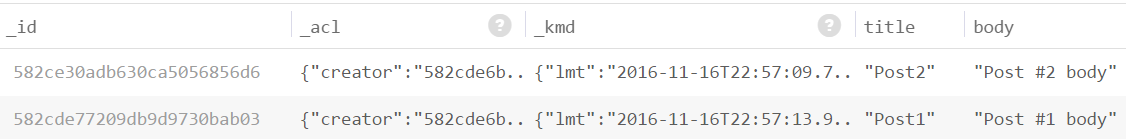 _id _acl ? _kmd ? title body
582ce30adb630ca5056856d6 {"creator":"582cde6b.. {"lmt":"2016-11-16T22:57:09.7.. "Post2" "Post #2 body"
582cde77209db9d9730bab03 {"creator":"582cde6b.. {"lmt":"2016-11-16T22:57:13.9.. "Post1" "Post #1 body"